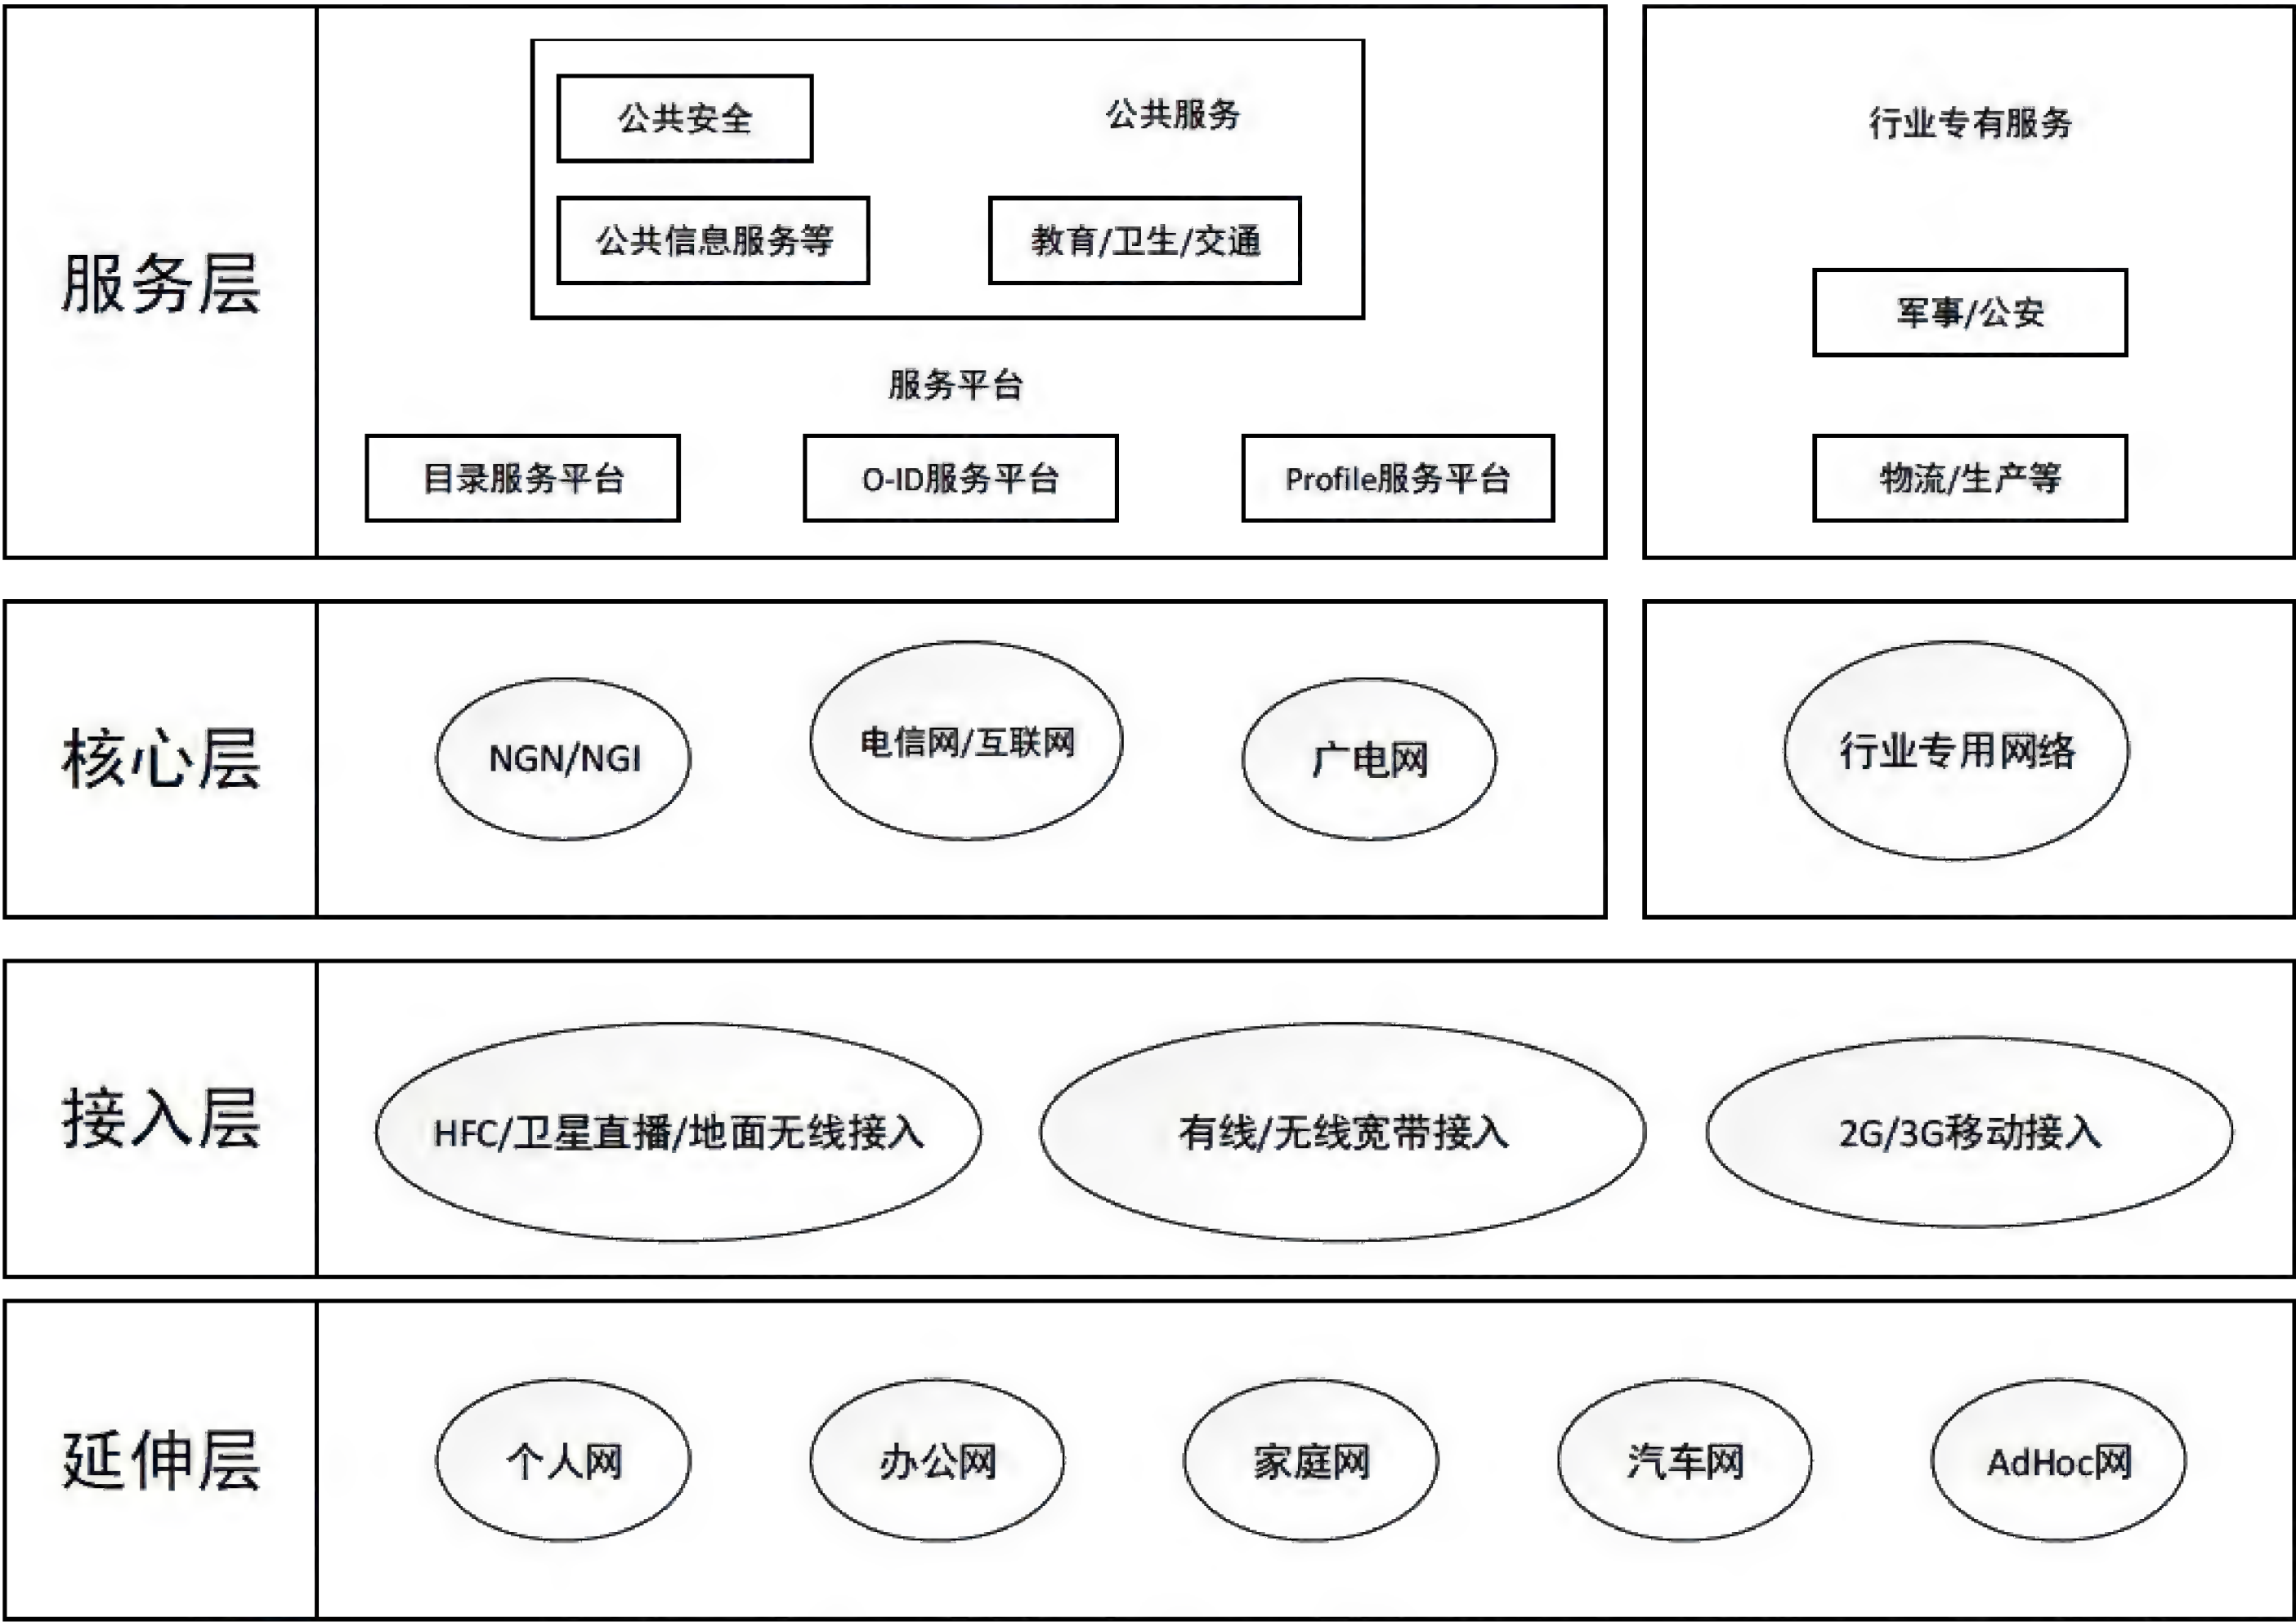 服务层
公共安全
公共服务
公共信息服务等
教育/卫生/交通
服务平台
目录服务平台
O-ID服务平台
Profile服务平台
行业专有服务
军事/公安
物流/生产等
核心层
NGN/NGI
电信网/互联网
广电网
行业专用网络
接入层
HFC/卫星直播/地面无线接入
有线/无线宽带接入
2G/3G移动接入
延伸层
个人网
办公网
家庭网
汽车网
AdHoc网